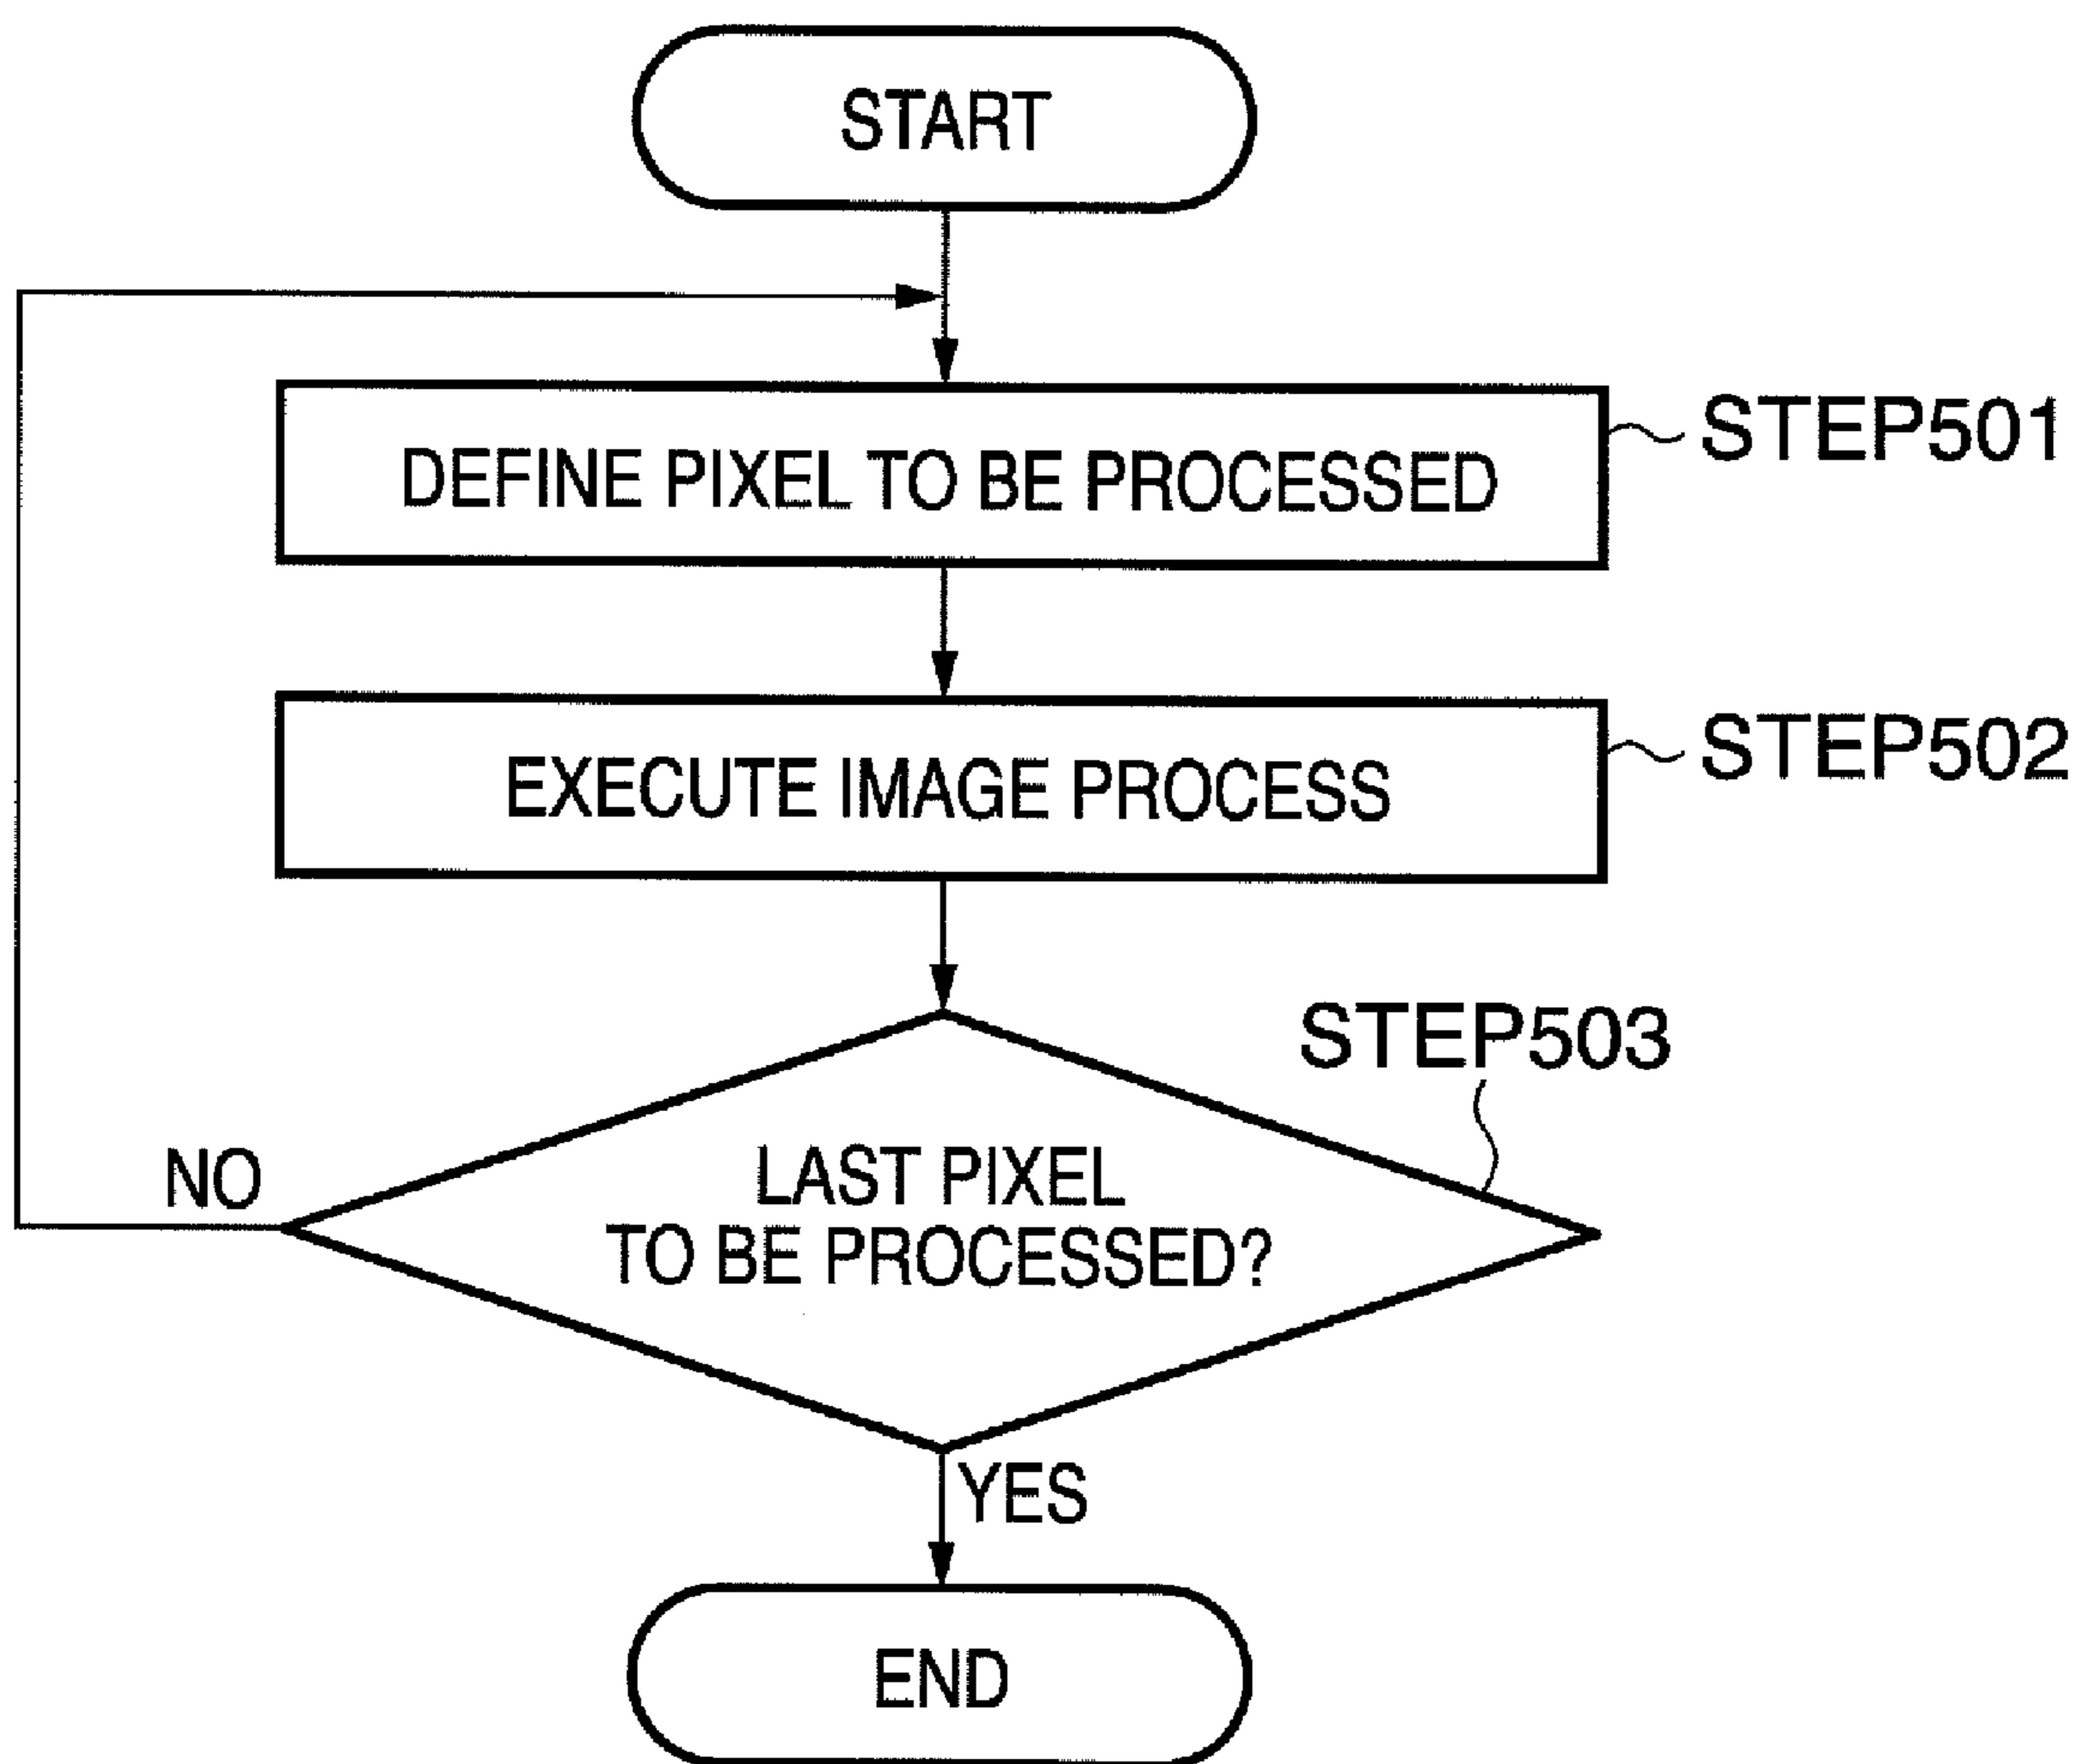 START
DEFINE PIXEL TO BE PROCESSED
STEP501
EXECUTE IMAGE PROCESS
STEP502
STEP503
LAST PIXEL
TO BE PROCESSED?
NO
YES
END